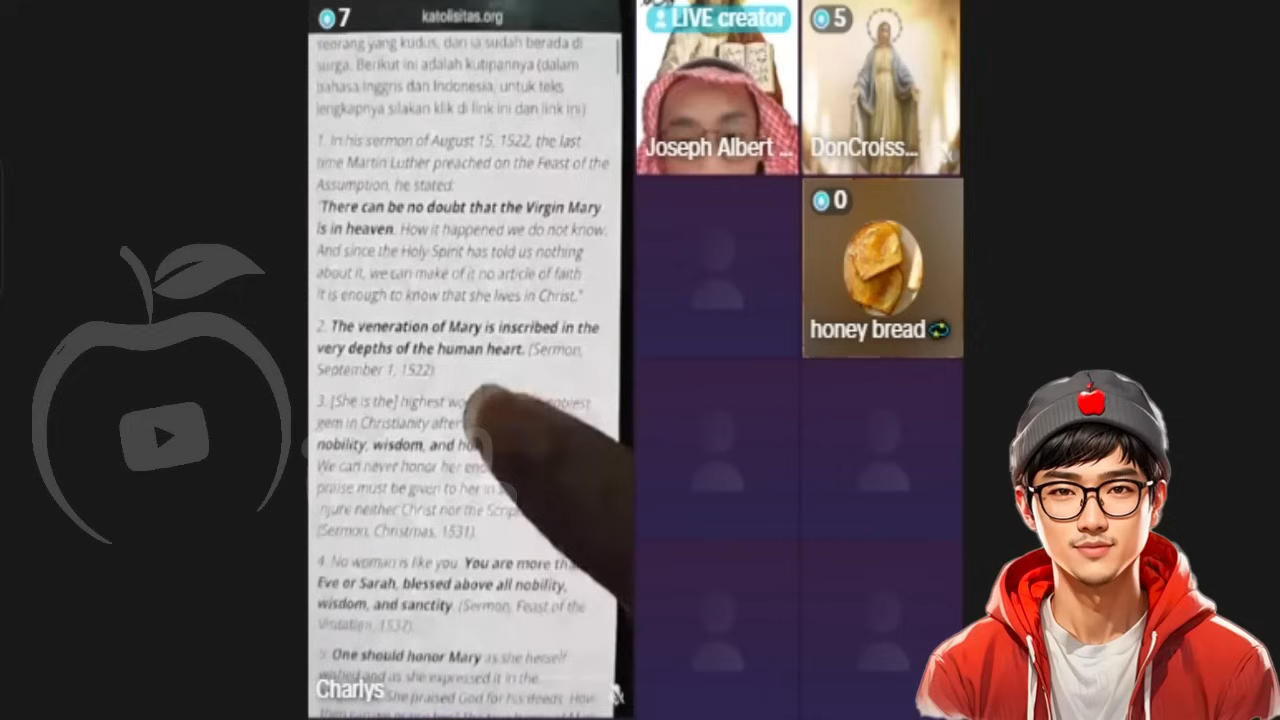 7
katolisitas.org
seorang yang kudus, dan ia sudah berada di
surga. Berikut ini adalah kutipannya (dalam
bahasa Inggris dan Indonesia, untuk teks
lengkapnya silakan klik di link ini dan link ini)
1. In his sermon of August 15, 1522, the last
time Martin Luther preached on the Feast of the
Assumption, he stated:
"There can be no doubt that the Virgin Mary
is in heaven. How it happened we do not know.
And since the Holy Spirit has told us nothing
about it, we can make of it no article of faith
It is enough to know that she lives in Christ."
2. The veneration of Mary is inscribed in the
very depths of the human heart. (Sermon,
September 1, 1522)
3. [She is the] highest
gem in Christianity after
nobility, wisdom, and
We can never honor her
praise must be given to her in
injure neither Christ nor the
(Sermon, Christmas, 1531)
4. No woman is like you. You are more
Eve or Sarah, blessed above all nobility,
wisdom, and sanctity. (Sermon, Feast of the
Visitation, 1537)
5. One should honor Mary as she herself
wished and as she expressed it in the
She praised God for his deeds. How
Charlys
LIVE creator
Joseph Albert ...
5
DonCroiss...
0
honey bread